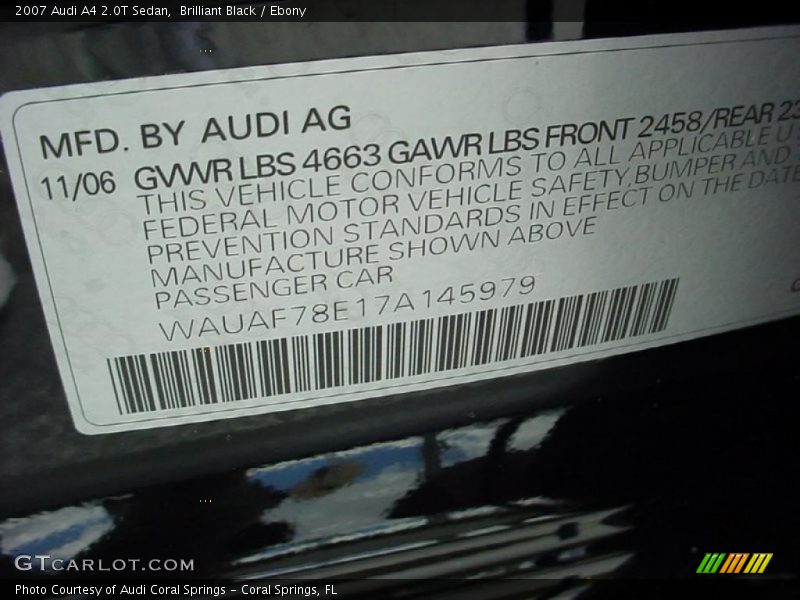 2007 Audi A4 2.0T Sedan,  Brilliant Black / Ebony
MFD. BY AUDI AG
11/06 GVWR LBS 4663 GAWR LBS FRONT 2458/REAR 23
THIS VEHICLE CONFORMS TO ALL APPLICABLE U
FEDERAL MOTOR VEHICLE SAFETY, BUMPER AND
PREVENTION STANDARDS IN EFFECT ON THE DATE
MANUFACTURE SHOWN ABOVE
PASSENGER CAR
WAUAF78E17A145979
GTCARLOT.COM
Photo Courtesy of Audi Coral Springs – Coral Springs, FL